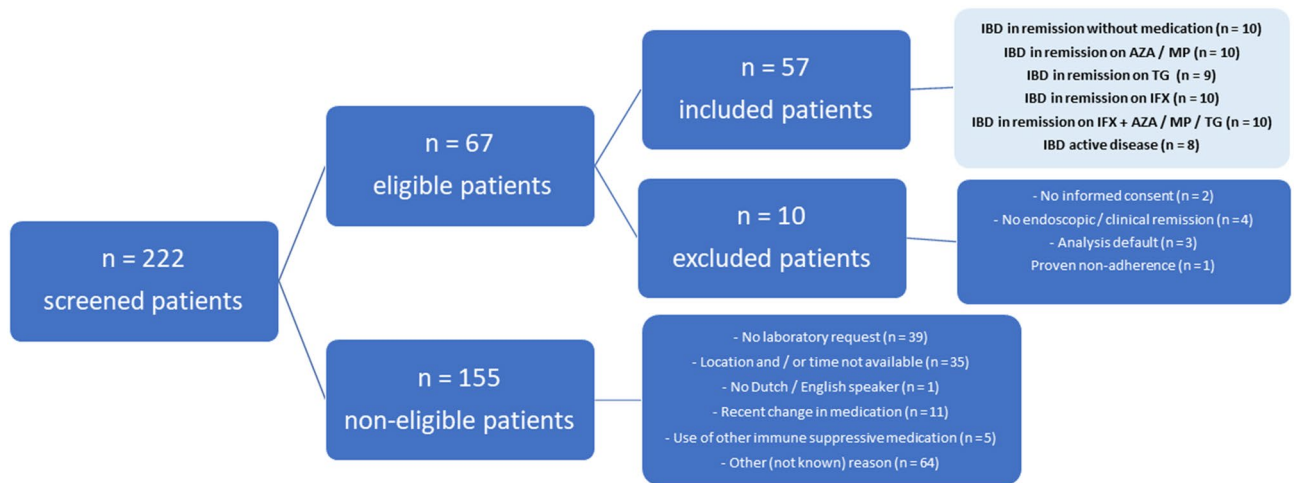 n = 222
screened patients
n = 67
eligible patients
n = 155
non-eligible patients
n = 57
included patients
n = 10
excluded patients
IBD in remission without medication (n = 10)
IBD in remission on AZA / MP (n = 10)
IBD in remission on TG (n = 9)
IBD in remission on IFX (n = 10)
IBD in remission on IFX + AZA / MP / TG (n = 10)
IBD active disease (n = 8)
- No informed consent (n = 2)
- No endoscopic / clinical remission (n = 4)
- Analysis default (n = 3)
Proven non-adherence (n = 1)
- No laboratory request (n = 39)
- Location and / or time not available (n = 35)
- No Dutch / English speaker (n = 1)
- Recent change in medication (n = 11)
- Use of other immune suppressive medication (n = 5)
- Other (not known) reason (n = 64)